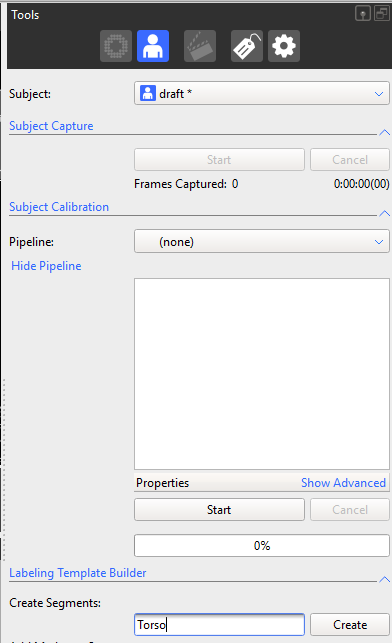 Tools
Subject: draft *
Subject Capture
Start Cancel
Frames Captured: 0 0:00:00(00)
Subject Calibration
Pipeline: (none)
Hide Pipeline
Properties Show Advanced
Start Cancel
0%
Labeling Template Builder
Create Segments:
Torso Create